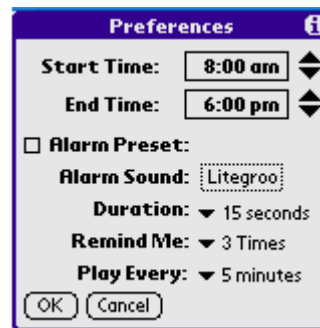 Preferences
Start Time: 8:00 am
End Time: 6:00 pm
Alarm Preset:
Alarm Sound: Litegroo
Duration: 15 seconds
Remind Me: 3 Times
Play Every: 5 minutes
OK Cancel